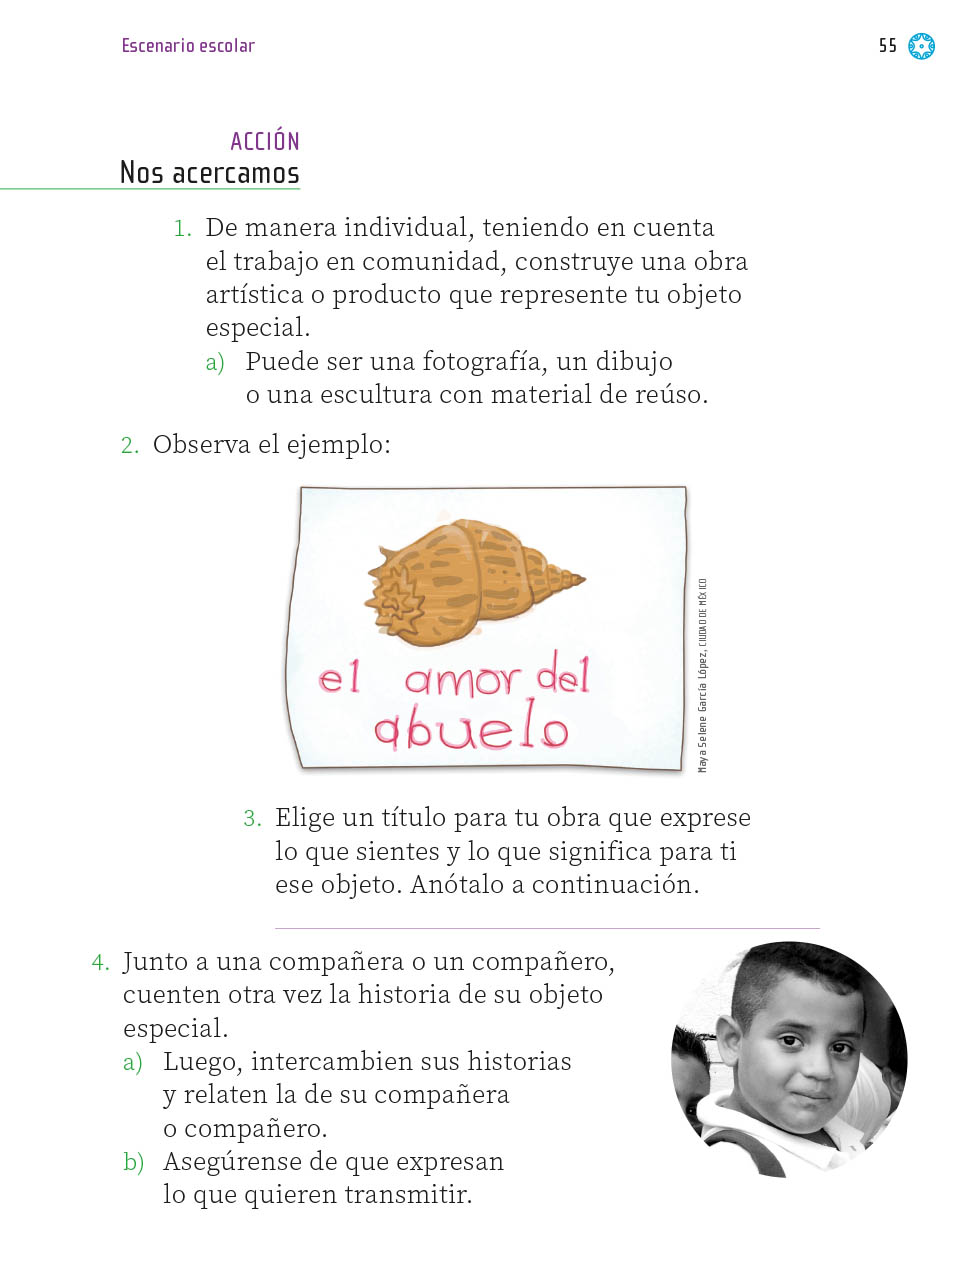 Escenario escolar
55
ACCIÓN
Nos acercamos
1. De manera individual, teniendo en cuenta
el trabajo en comunidad, construye una obra
artística o producto que represente tu objeto
especial.
a) Puede ser una fotografía, un dibujo
o una escultura con material de reúso.
2. Observa el ejemplo:
el amor del
abuelo
Maya Selene García López, CIUDAD DE MÉXICO
3. Elige un título para tu obra que exprese
lo que sientes y lo que significa para ti
ese objeto. Anótalo a continuación.
4. Junto a una compañera o un compañero,
cuenten otra vez la historia de su objeto
especial.
a) Luego, intercambien sus historias
y relaten la de su compañera
o compañero.
b) Asegúrense de que expresan
lo que quieren transmitir.